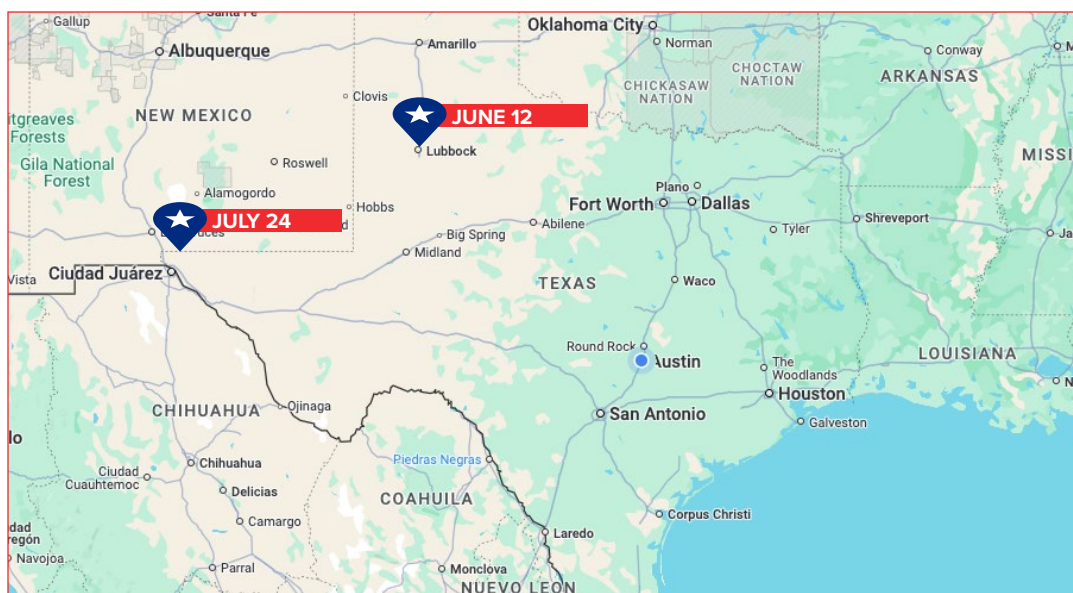 Gallup
Santa Fe
Albuquerque
Amarillo
Oklahoma City
Norman
Conway
ARKANSAS
CHOCTAW
NATION
CHICKASAW
NATION
NEW MEXICO
Clovis
JUNE 12
Lubbock
Forests
Gila National
Forest
Roswell
MISSI
Alamogordo
Plano
Hobbs
Fort Worth
Dallas
JULY 24
Abilene
Shreveport
Big Spring
Tyler
Ja
Midland
Ciudad Juárez
Vista
TEXAS
Waco
Round Rock
Austin
LOUISIANA
The
Woodlands
Houston
CHIHUAHUA
Ojinaga
San Antonio
Galveston
lo
Piedras Negras
Chihuahua
Ciudad
Cuauhtemoc
Delicias
COAHUILA
Camargo
Corpus Christi
Laredo
dad
regón
Navojoa
Parral
Monclova
NUEVO LEON